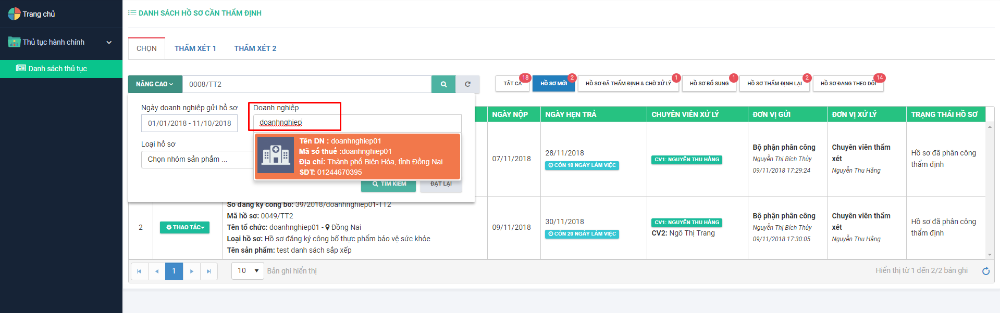 Trang chủ
Thủ tục hành chính
Danh sách thủ tục
DANH SÁCH HỒ SƠ CẦN THẨM ĐỊNH
CHỌN
THẨM XÉT 1
THẨM XÉT 2
NÂNG CAO
0008/TT2
TẤT CẢ
18
HỒ SƠ MỚI
2
HỒ SƠ ĐÃ THẨM ĐỊNH & CHỜ XỬ LÝ
1
HỒ SƠ BỔ SUNG
1
HỒ SƠ THẨM ĐỊNH LẠI
2
HỒ SƠ ĐANG THEO DÕI
14
Ngày doanh nghiệp gửi hồ sơ
01/01/2018 - 11/10/2018
Doanh nghiệp
doanhnghiep
Loại hồ sơ
Chọn nhóm sản phẩm ...
Tên DN : doanhnghiep01
Mã số thuế :doanhnghiep01
Địa chỉ: Thành phố Biên Hòa, tỉnh Đồng Nai
SĐT: 01244670395
TÌM KIẾM
ĐẶT LẠI
NGÀY NỘP
NGÀY HẸN TRẢ
CHUYÊN VIÊN XỬ LÝ
ĐƠN VỊ GỬI
ĐƠN VỊ XỬ LÝ
TRẠNG THÁI HỒ SƠ
07/11/2018
28/11/2018
CÒN 18 NGÀY LÀM VIỆC
CV1: NGUYỄN THU HẰNG
Bộ phận phân công
Nguyễn Thị Bích Thủy
09/11/2018 17:29:24
Chuyên viên thẩm
xét
Nguyễn Thu Hằng
Hồ sơ đã phân công
thẩm định
2
THAO TÁC
Số đăng ký công bố: 39/2018/doanhnghiep01-TT2
Mã hồ sơ: 0049/TT2
Tên tổ chức: doanhnghiep01 - Đồng Nai
Loại hồ sơ: Hồ sơ đăng ký công bố thực phẩm bảo vệ sức khỏe
Tên sản phẩm: test danh sách sắp xếp
09/11/2018
30/11/2018
CÒN 20 NGÀY LÀM VIỆC
CV1: NGUYỄN THU HẰNG
CV2: Ngô Thị Trang
Bộ phận phân công
Nguyễn Thị Bích Thủy
09/11/2018 17:30:05
Chuyên viên thẩm
xét
Nguyễn Thu Hằng
Hồ sơ đã phân công
thẩm định
1
10
Bản ghi hiển thị
Hiển thị từ 1 đến 2/2 bản ghi